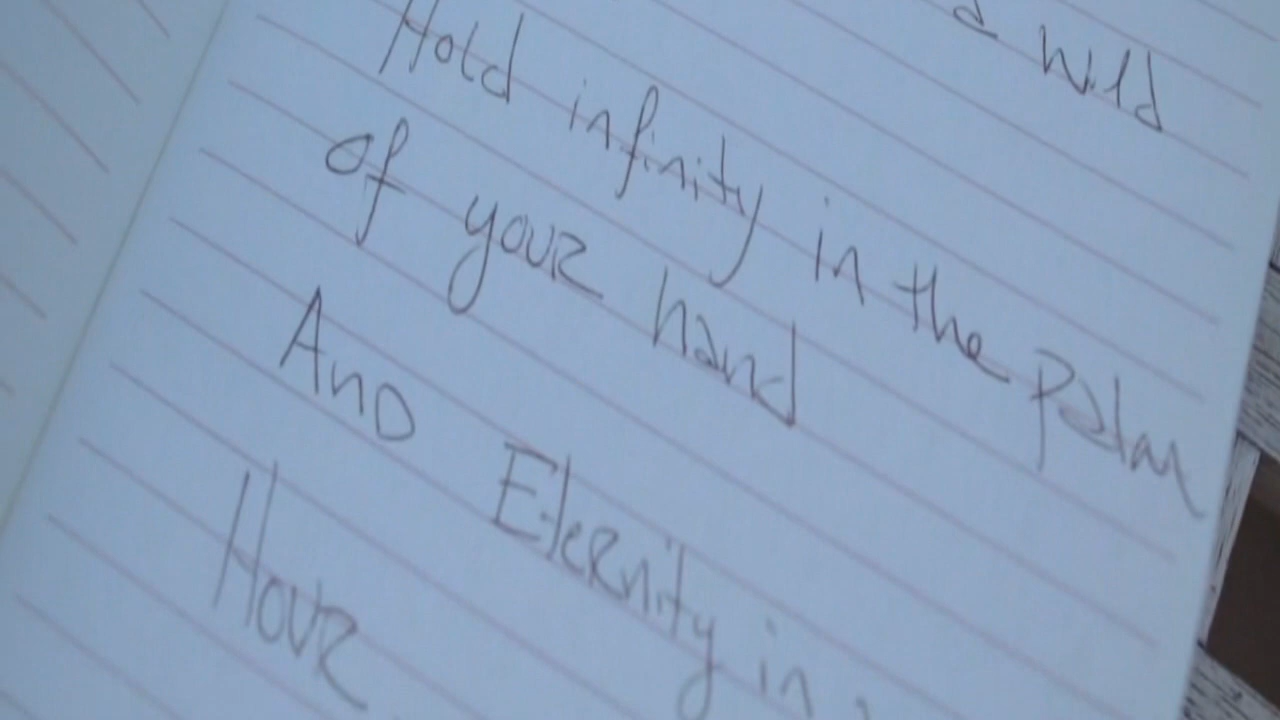 a Wild
Hold infinity in the Palm
of your hand
And Eternity in
Hour